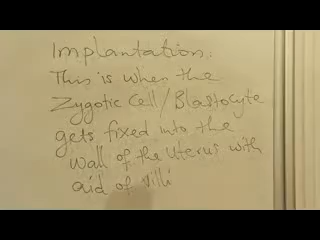 Implantation:
This is when the
Zygotic Cell/Blastocyte
gets fixed into the
wall of the uterus with
aid of villi